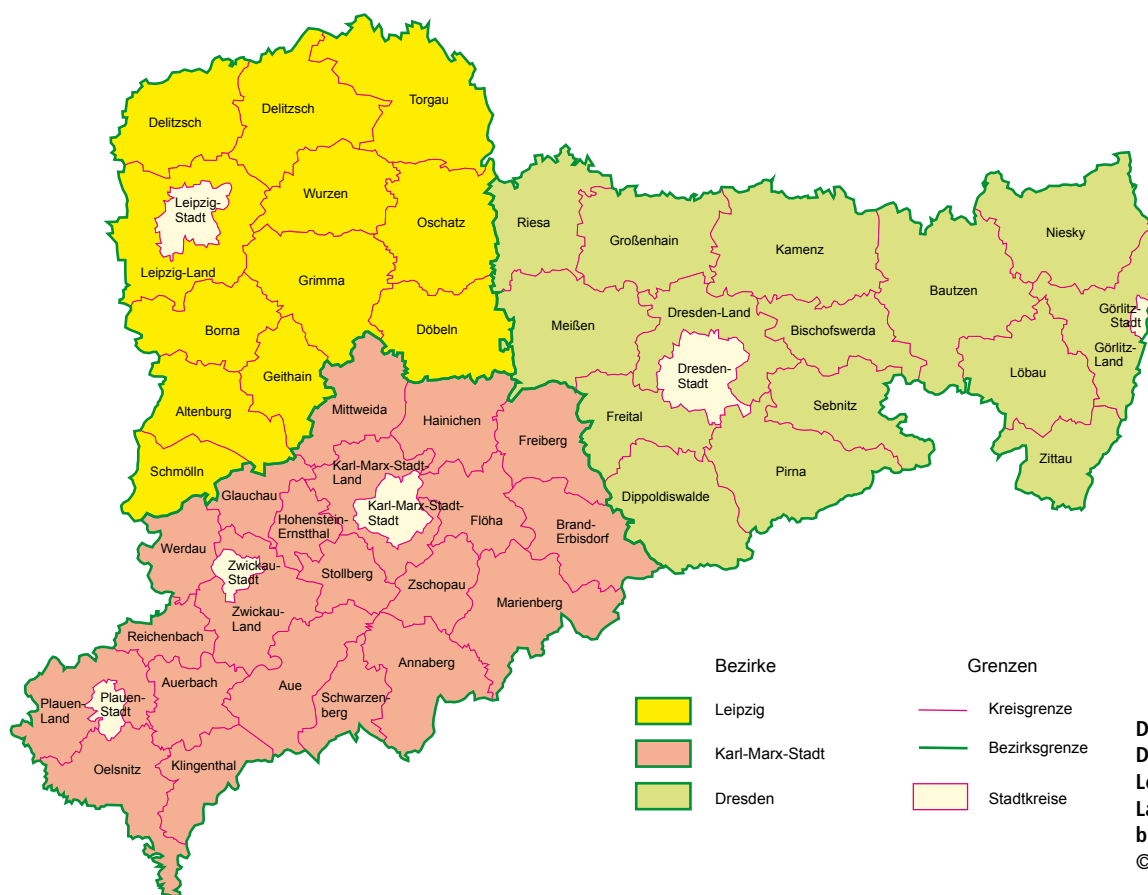 Torgau
Delitzsch
Delitzsch
Wurzen
Leipzig-
Stadt
Oschatz
Riesa
Großenhain
Kamenz
Niesky
Leipzig-Land
Grimma
Bautzen
Borna
Döbeln
Meißen
Dresden-Land
Bischofswerda
Görlitz-
Stadt
Görlitz-
Land
Geithain
Löbau
Dresden-
Stadt
Altenburg
Mittweida
Hainichen
Freital
Sebnitz
Freiberg
Zittau
Schmölln
Karl-Marx-Stadt-
Land
Pirna
Glauchau
Dippoldiswalde
Karl-Marx-Stadt-
Stadt
Hohenstein-
Ernstthal
Flöha
Brand-
Erbisdorf
Werdau
Zwickau-
Stadt
Stollberg
Zschopau
Marienberg
Zwickau-
Land
Reichenbach
Annaberg
Auerbach
Aue
Schwarzen-
berg
Plauen-
Land
Plauen-
Stadt
Oelsnitz
Klingenthal
Bezirke
Leipzig
Karl-Marx-Stadt
Dresden
Grenzen
Kreisgrenze
Bezirksgrenze
Stadtkreise
D
D
L
b
©